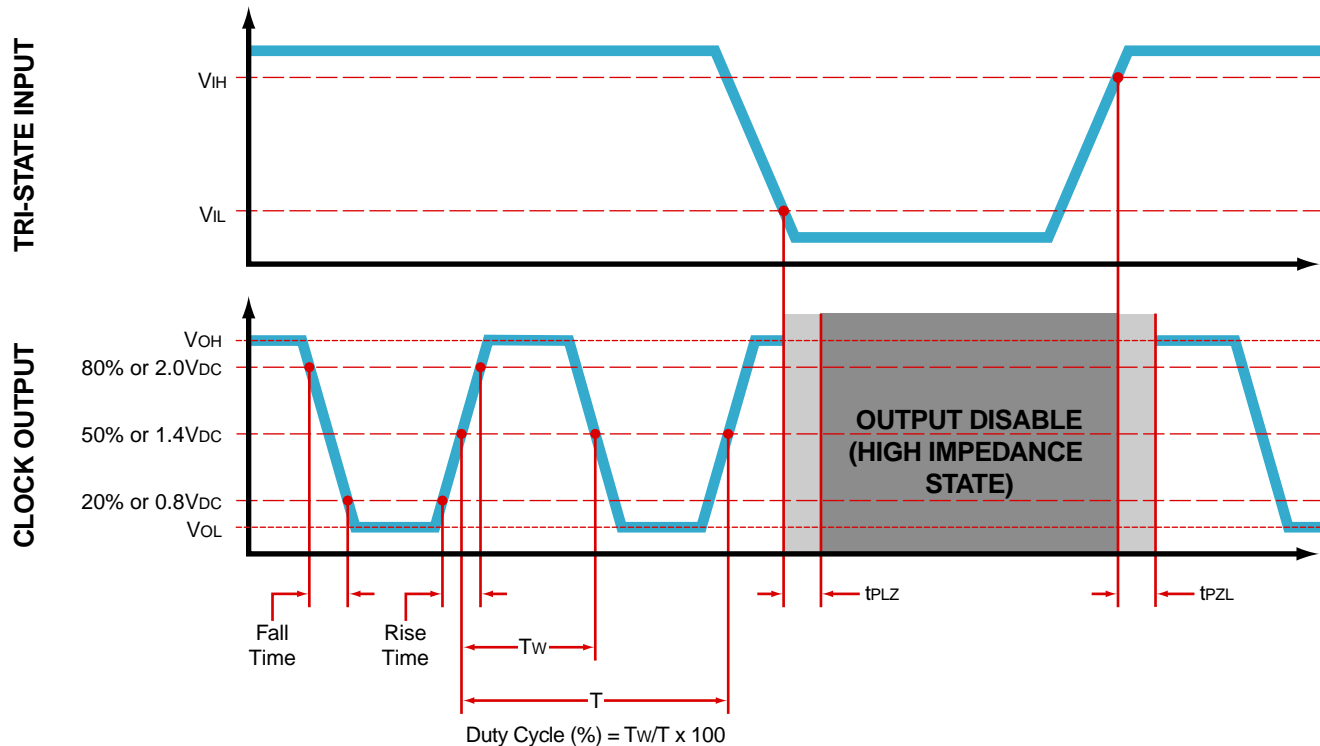 TRI-STATE INPUT
VIH
VIL
CLOCK OUTPUT
VOH
80% or 2.0VDC
50% or 1.4VDC
20% or 0.8VDC
VOL
OUTPUT DISABLE
(HIGH IMPEDANCE
STATE)
tPLZ
tPZL
Fall
Time
Rise
Time
TW
T
Duty Cycle (%) = TW/T x 100